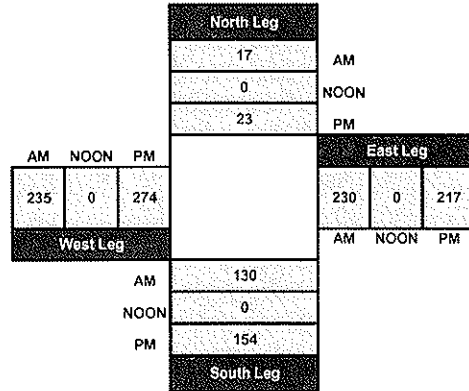 North Leg
17 AM
0 NOON
23 PM
AM NOON PM
East Leg
235 0 274
230 0 217
West Leg
AM NOON PM
AM 130
NOON 0
PM 154
South Leg